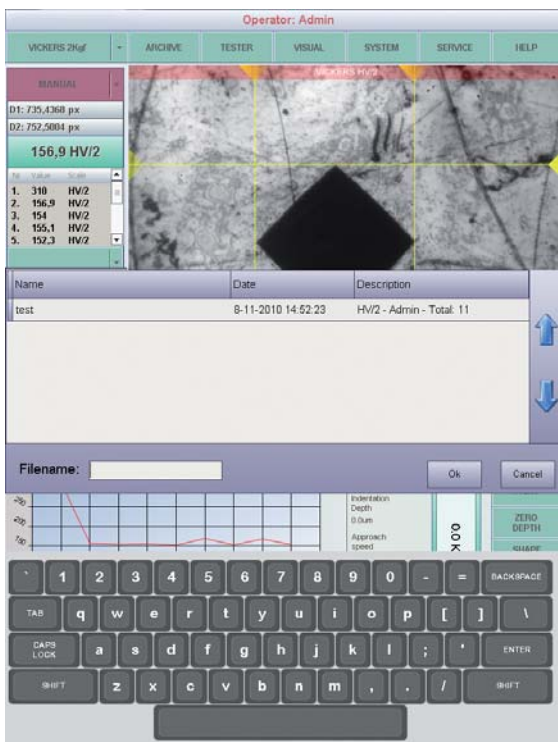 Operator: Admin
VICKERS 2Kgf ARCHIVE TESTER VISUAL SYSTEM SERVICE HELP
MANUAL
VICKERS HV/2
D1: 735,4368 px
D2: 752,5004 px
156,9 HV/2
Nr Value Scale
1. 310 HV/2
2. 156,9 HV/2
3. 154 HV/2
4. 155,1 HV/2
5. 152,3 HV/2
Name Date Description
test 8-11-2010 14:52:23 HV/2 - Admin - Total: 11
Filename: Ok Cancel
Indentation
Depth
0.0um
Approach
speed
200
ZERO
DEPTH
` 1 2 3 4 5 6 7 8 9 0 - = BACKSPACE
TAB q w e r t y u i o p [ ] \
CAPS
LOCK a s d f g h j k l ; ' ENTER
SHIFT z x c v b n m , . / SHIFT